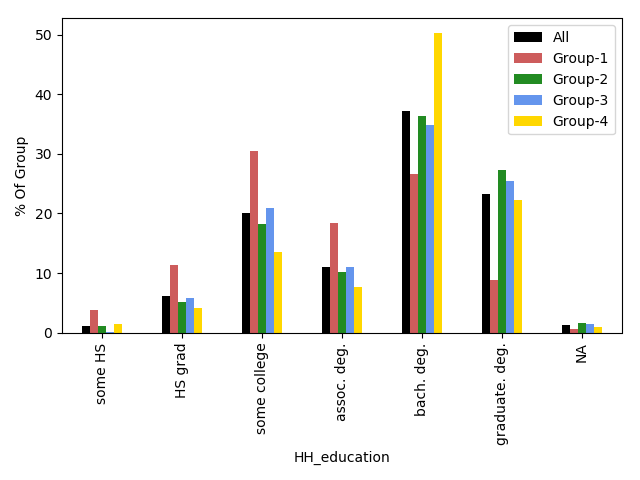 50
40
30
20
10
0
% Of Group
All
Group-1
Group-2
Group-3
Group-4
some HS
HS grad
some college
assoc. deg.
bach. deg.
graduate. deg.
NA
HH_education